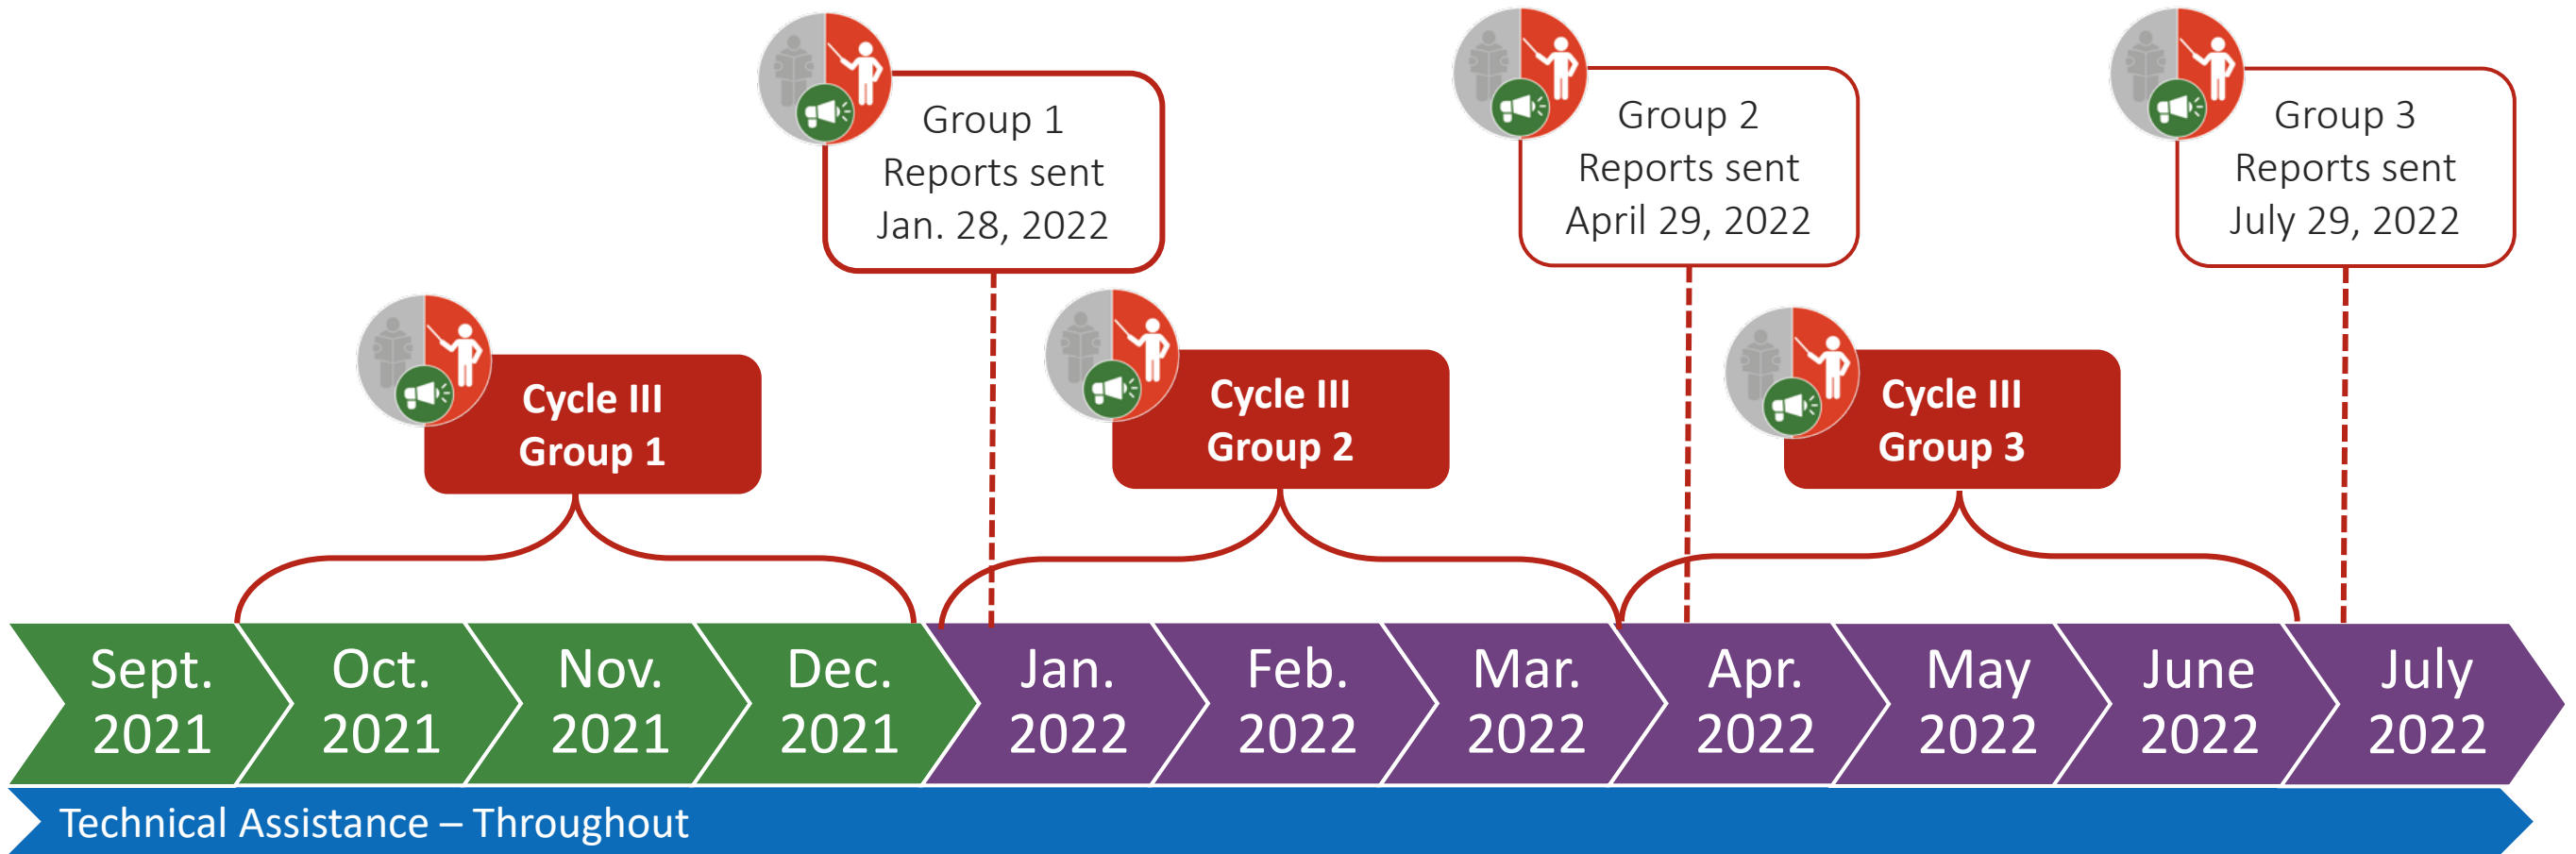 Group 1
Reports sent
Jan. 28, 2022
Group 2
Reports sent
April 29, 2022
Group 3
Reports sent
July 29, 2022
Cycle III
Group 1
Cycle III
Group 2
Cycle III
Group 3
Sept.
2021
Oct.
2021
Nov.
2021
Dec.
2021
Jan.
2022
Feb.
2022
Mar.
2022
Apr.
2022
May
2022
June
2022
July
2022
Technical Assistance – Throughout